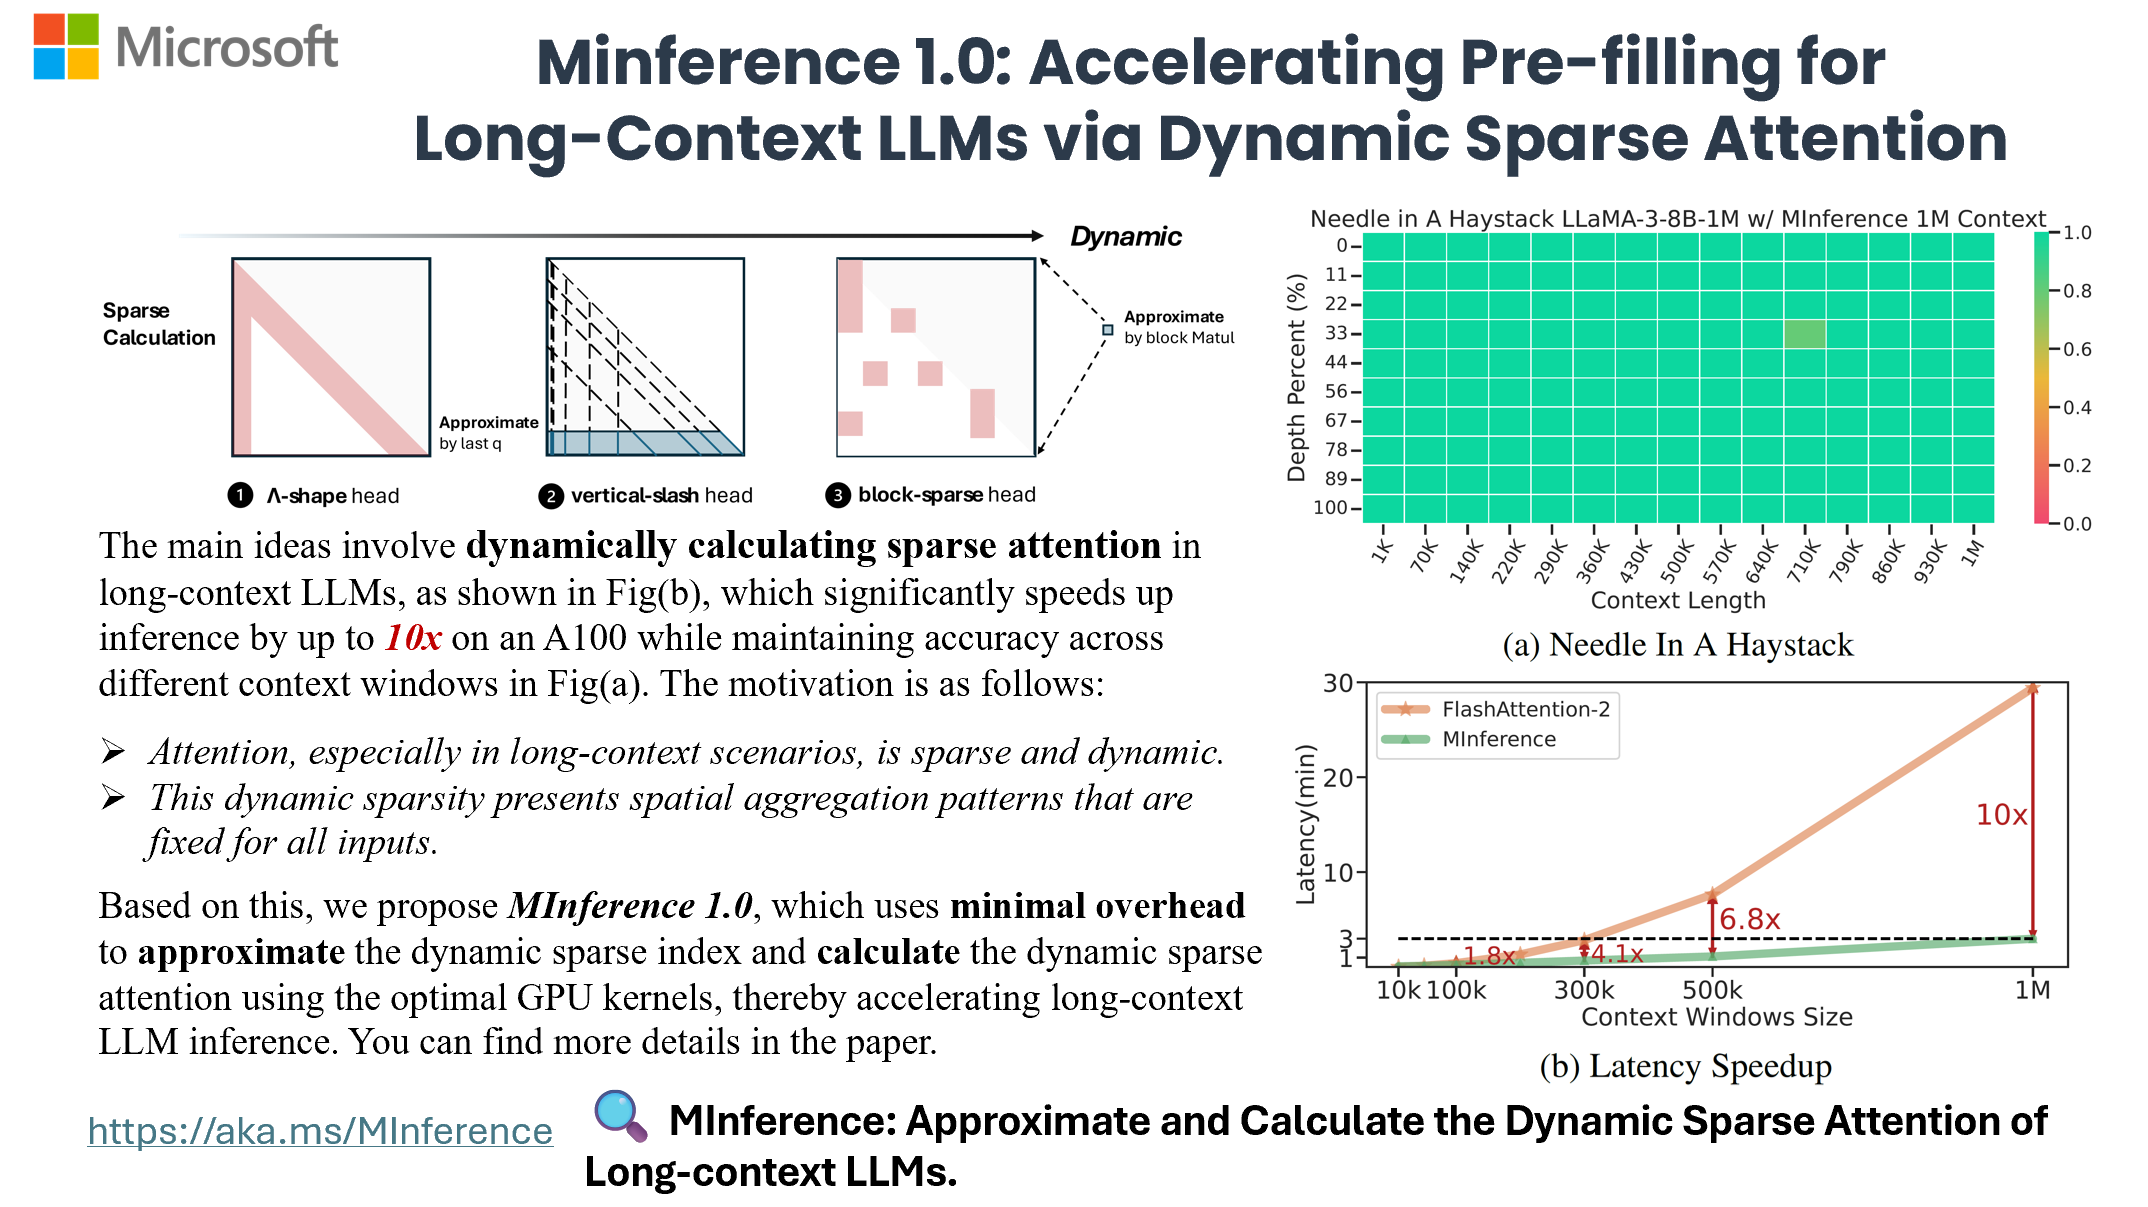 Microsoft
Minference 1.0: Accelerating Pre-filling for
Long-Context LLMs via Dynamic Sparse Attention
Dynamic
Sparse
Calculation
Approximate
by last q
Approximate
by block Matul
1 Λ-shape head
2 vertical-slash head
3 block-sparse head
The main ideas involve dynamically calculating sparse attention in
long-context LLMs, as shown in Fig(b), which significantly speeds up
inference by up to 10x on an A100 while maintaining accuracy across
different context windows in Fig(a). The motivation is as follows:
➢ Attention, especially in long-context scenarios, is sparse and dynamic.
➢ This dynamic sparsity presents spatial aggregation patterns that are
fixed for all inputs.
Based on this, we propose MInference 1.0, which uses minimal overhead
to approximate the dynamic sparse index and calculate the dynamic sparse
attention using the optimal GPU kernels, thereby accelerating long-context
LLM inference. You can find more details in the paper.
Needle in A Haystack LLaMA-3-8B-1M w/ MInference 1M Context
Depth Percent (%)
0
11
22
33
44
56
67
78
89
100
1K 70K 140K 220K 290K 360K 430K 500K 570K 640K 710K 790K 860K 930K 1M
Context Length
1.0
0.8
0.6
0.4
0.2
0.0
(a) Needle In A Haystack
FlashAttention-2
MInference
Latency(min)
30
20
10
3
1
1.8x
4.1x
6.8x
10x
10k 100k 300k 500k 1M
Context Windows Size
(b) Latency Speedup
https://aka.ms/MInference
MInference: Approximate and Calculate the Dynamic Sparse Attention of
Long-context LLMs.